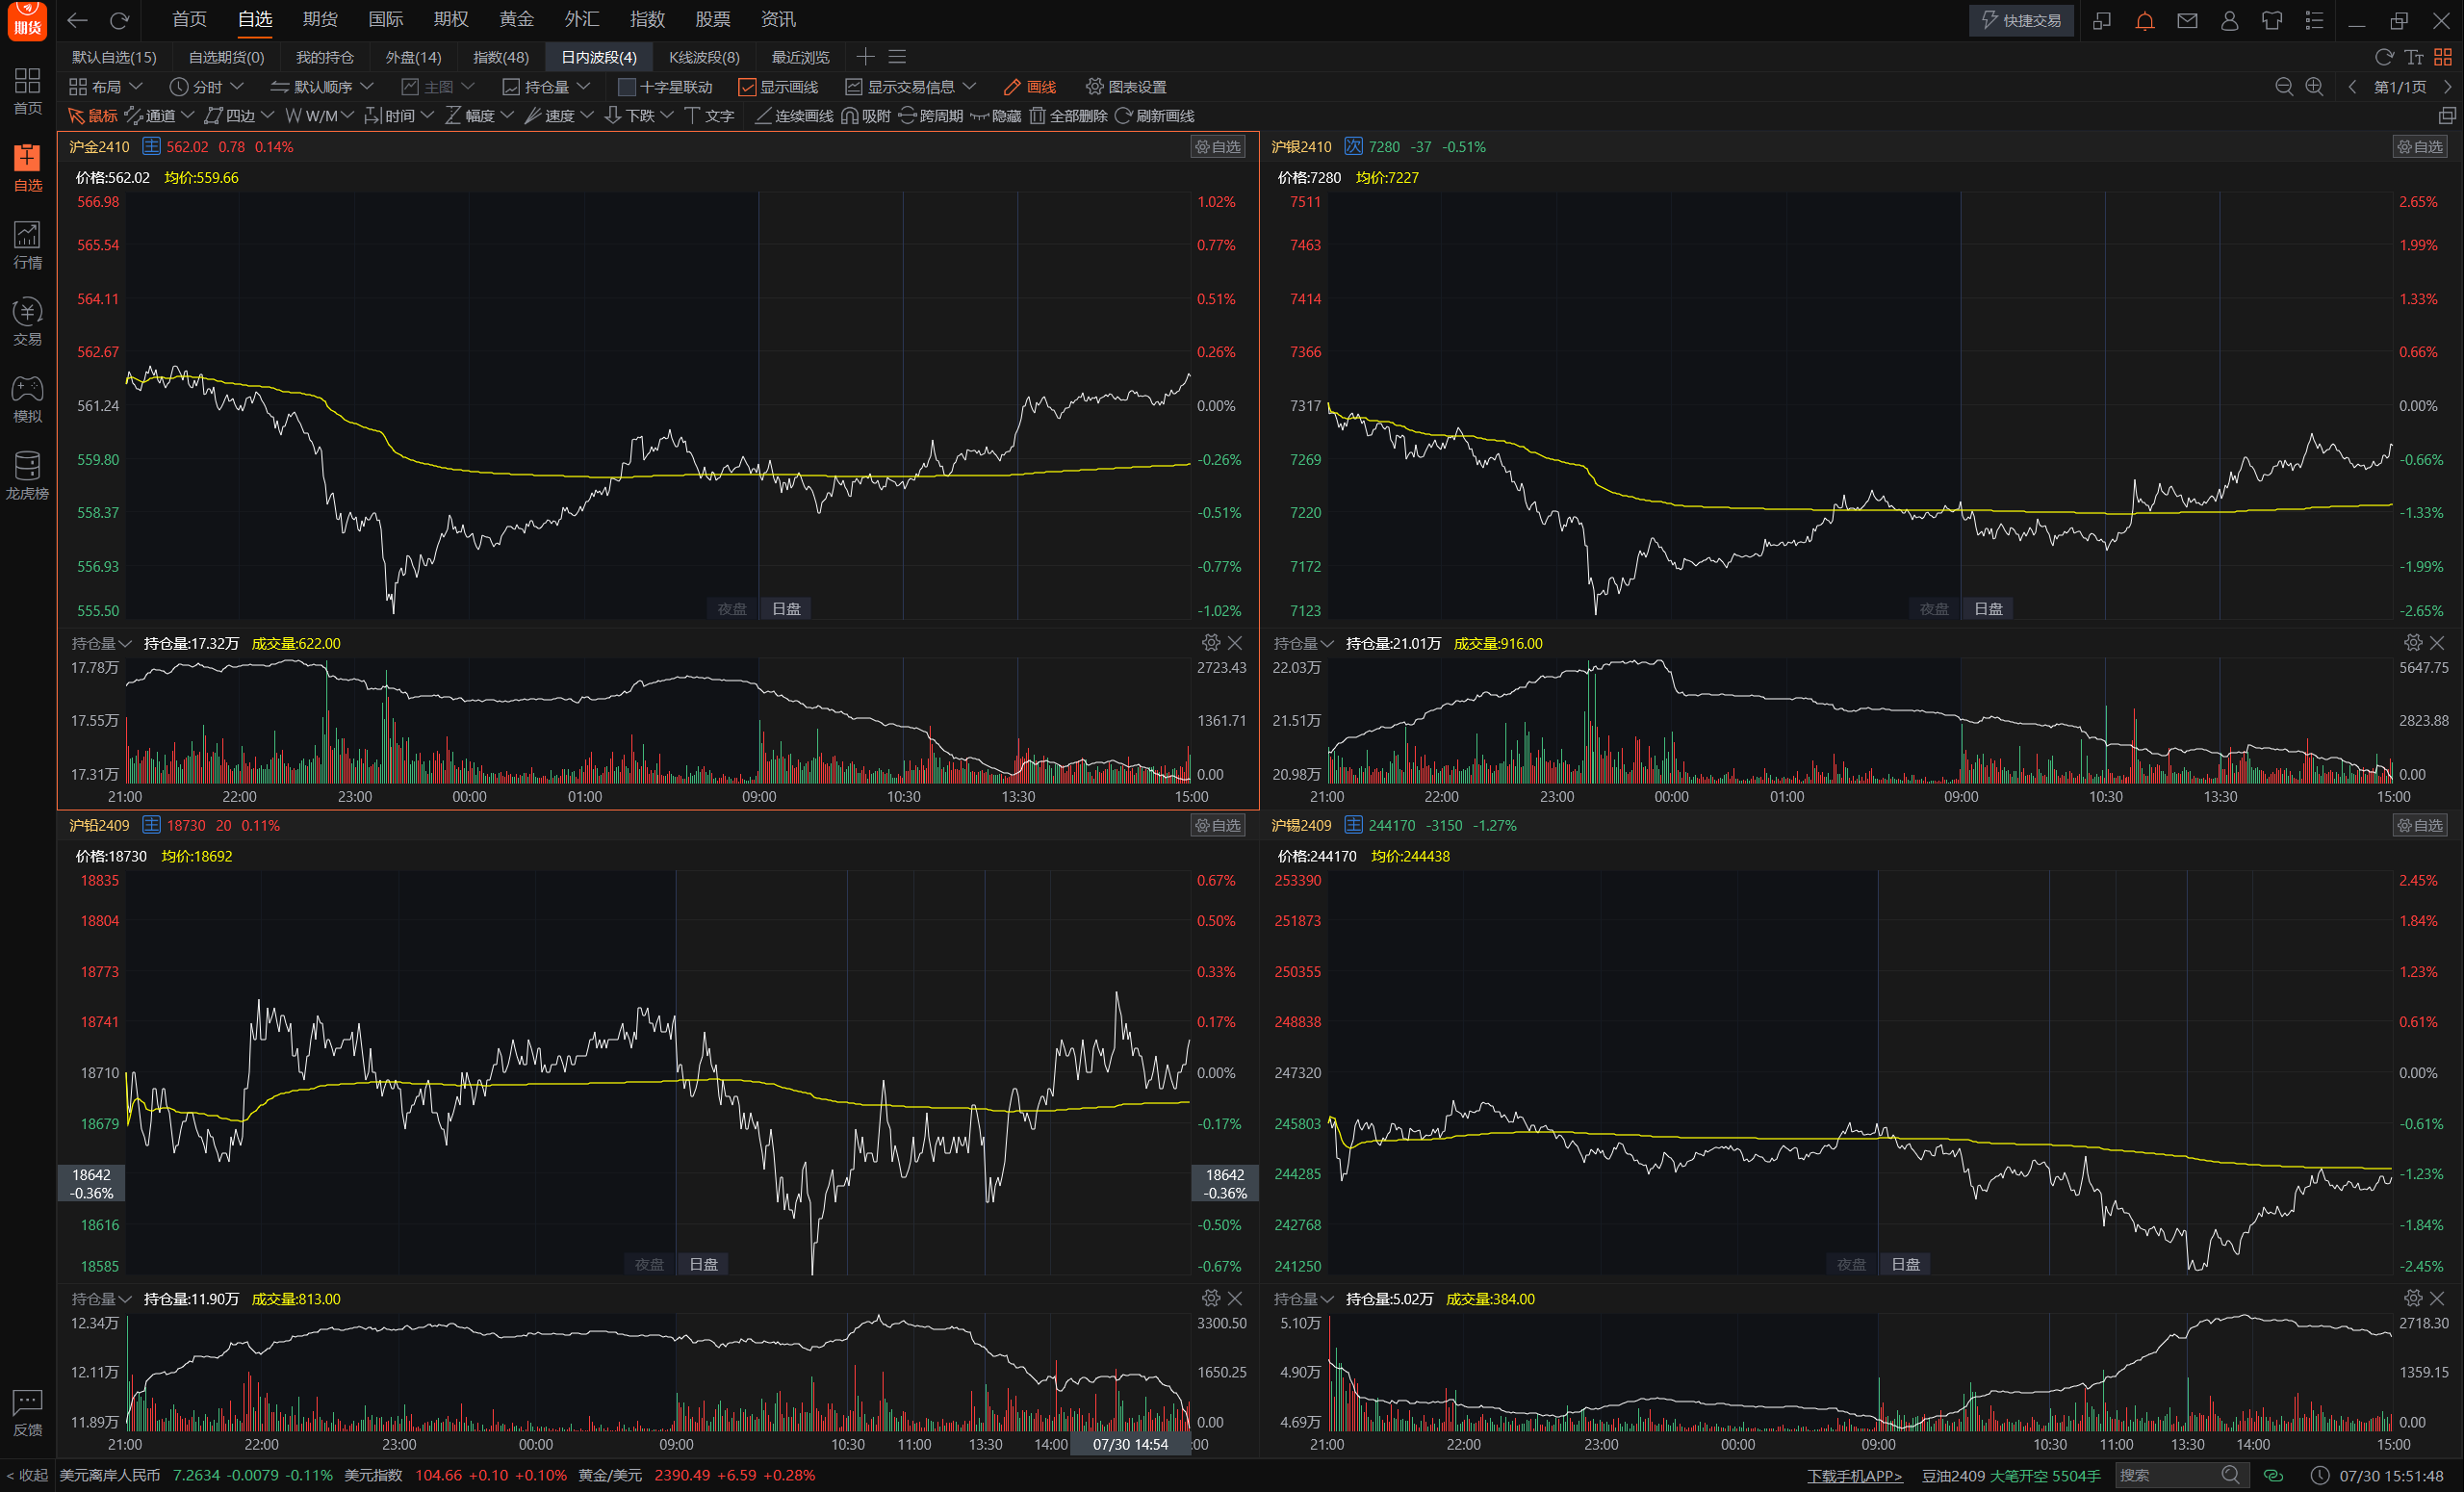 期货 首页 自选 期货 国际 期权 黄金 外汇 指数 股票 资讯 快捷交易
默认自选(15) 自选期货(0) 我的持仓 外盘(14) 指数(48) 日内波段(4) K线波段(8) 最近浏览
布局 分时 默认顺序 主图 持仓量 十字星联动 显示画线 显示交易信息 画线 图表设置 第1/1页
鼠标 通道 四边 W/M 时间 幅度 速度 下跌 文字 连续画线 吸附 跨周期 隐藏 全部删除 刷新画线
首页
自选
行情
交易
模拟
龙虎榜
反馈
沪金2410 主 562.02 0.78 0.14% 自选
价格:562.02 均价:559.66
566.98 1.02%
565.54 0.77%
564.11 0.51%
562.67 0.26%
561.24 0.00%
559.80 -0.26%
558.37 -0.51%
556.93 -0.77%
555.50 夜盘 日盘 -1.02%
持仓量 持仓量:17.32万 成交量:622.00
17.78万 2723.43
17.55万 1361.71
17.31万 0.00
21:00 22:00 23:00 00:00 01:00 09:00 10:30 13:30 15:00
沪银2410 次 7280 -37 -0.51% 自选
价格:7280 均价:7227
7511 2.65%
7463 1.99%
7414 1.33%
7366 0.66%
7317 0.00%
7269 -0.66%
7220 -1.33%
7172 -1.99%
7123 夜盘 日盘 -2.65%
持仓量 持仓量:21.01万 成交量:916.00
22.03万 5647.75
21.51万 2823.88
20.98万 0.00
21:00 22:00 23:00 00:00 01:00 09:00 10:30 13:30 15:00
沪铅2409 主 18730 20 0.11% 自选
价格:18730 均价:18692
18835 0.67%
18804 0.50%
18773 0.33%
18741 0.17%
18710 0.00%
18679 -0.17%
18642 18642
-0.36% -0.36%
18616 -0.50%
18585 夜盘 日盘 -0.67%
持仓量 持仓量:11.90万 成交量:813.00
12.34万 3300.50
12.11万 1650.25
11.89万 0.00
21:00 22:00 23:00 00:00 09:00 10:30 11:00 13:30 14:00 07/30 14:54 :00
沪锡2409 主 244170 -3150 -1.27% 自选
价格:244170 均价:244438
253390 2.45%
251873 1.84%
250355 1.23%
248838 0.61%
247320 0.00%
245803 -0.61%
244285 -1.23%
242768 -1.84%
241250 夜盘 日盘 -2.45%
持仓量 持仓量:5.02万 成交量:384.00
5.10万 2718.30
4.90万 1359.15
4.69万 0.00
21:00 22:00 23:00 00:00 09:00 10:30 11:00 13:30 14:00 15:00
< 收起 美元离岸人民币 7.2634 -0.0079 -0.11% 美元指数 104.66 +0.10 +0.10% 黄金/美元 2390.49 +6.59 +0.28% 下载手机APP> 豆油2409 大笔开空 5504手 搜索 07/30 15:51:48